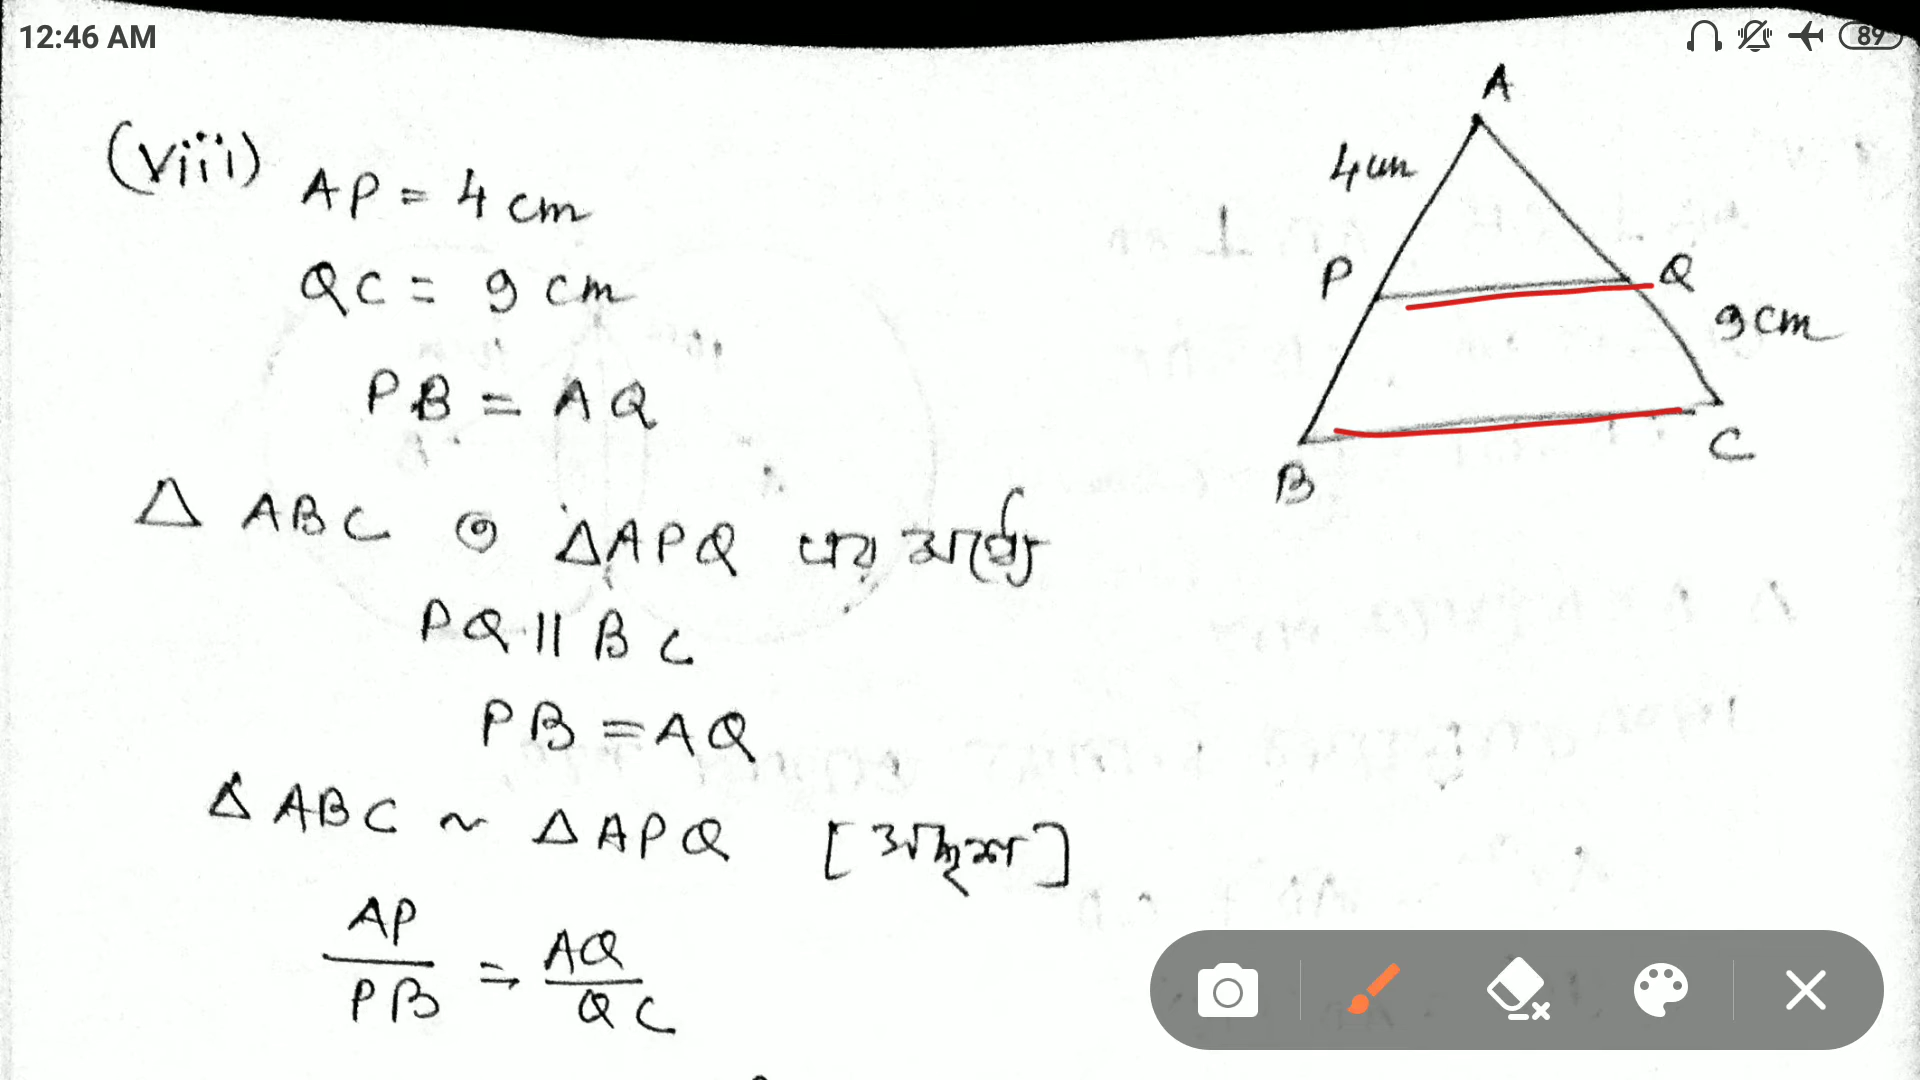 12:46 AM
89
(viii) AP = 4 cm
QC = 9 cm
PB = AQ
△ ABC ও △APQ এর মধ্যে
PQ || BC
PB = AQ
△ ABC ~ △ APQ [সদৃশ]
AP/PB = AQ/QC
A
4cm
P
Q
9cm
B
C